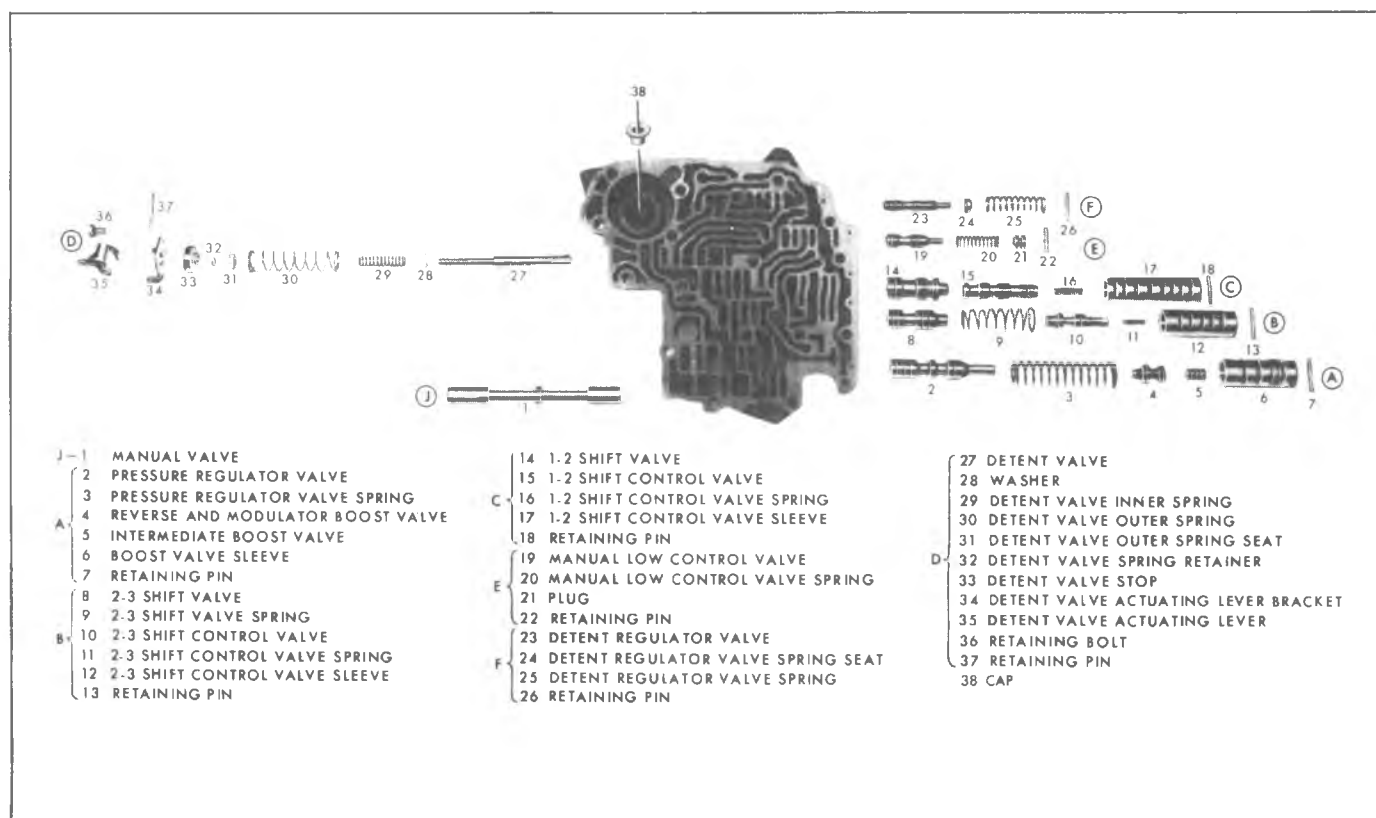 38
37
36
D
35
34
33
32
31
30
29
28
27
23
24
25
26
F
19
20
21
22
E
14
15
16
17
18
C
8
9
10
11
12
13
B
2
3
4
5
6
7
A
J
1
J-1 MANUAL VALVE
A
2 PRESSURE REGULATOR VALVE
3 PRESSURE REGULATOR VALVE SPRING
4 REVERSE AND MODULATOR BOOST VALVE
5 INTERMEDIATE BOOST VALVE
6 BOOST VALVE SLEEVE
7 RETAINING PIN
B
8 2-3 SHIFT VALVE
9 2-3 SHIFT VALVE SPRING
10 2-3 SHIFT CONTROL VALVE
11 2-3 SHIFT CONTROL VALVE SPRING
12 2-3 SHIFT CONTROL VALVE SLEEVE
13 RETAINING PIN
C
14 1-2 SHIFT VALVE
15 1-2 SHIFT CONTROL VALVE
16 1-2 SHIFT CONTROL VALVE SPRING
17 1-2 SHIFT CONTROL VALVE SLEEVE
18 RETAINING PIN
E
19 MANUAL LOW CONTROL VALVE
20 MANUAL LOW CONTROL VALVE SPRING
21 PLUG
22 RETAINING PIN
F
23 DETENT REGULATOR VALVE
24 DETENT REGULATOR VALVE SPRING SEAT
25 DETENT REGULATOR VALVE SPRING
26 RETAINING PIN
D
27 DETENT VALVE
28 WASHER
29 DETENT VALVE INNER SPRING
30 DETENT VALVE OUTER SPRING
31 DETENT VALVE OUTER SPRING SEAT
32 DETENT VALVE SPRING RETAINER
33 DETENT VALVE STOP
34 DETENT VALVE ACTUATING LEVER BRACKET
35 DETENT VALVE ACTUATING LEVER
36 RETAINING BOLT
37 RETAINING PIN
38 CAP